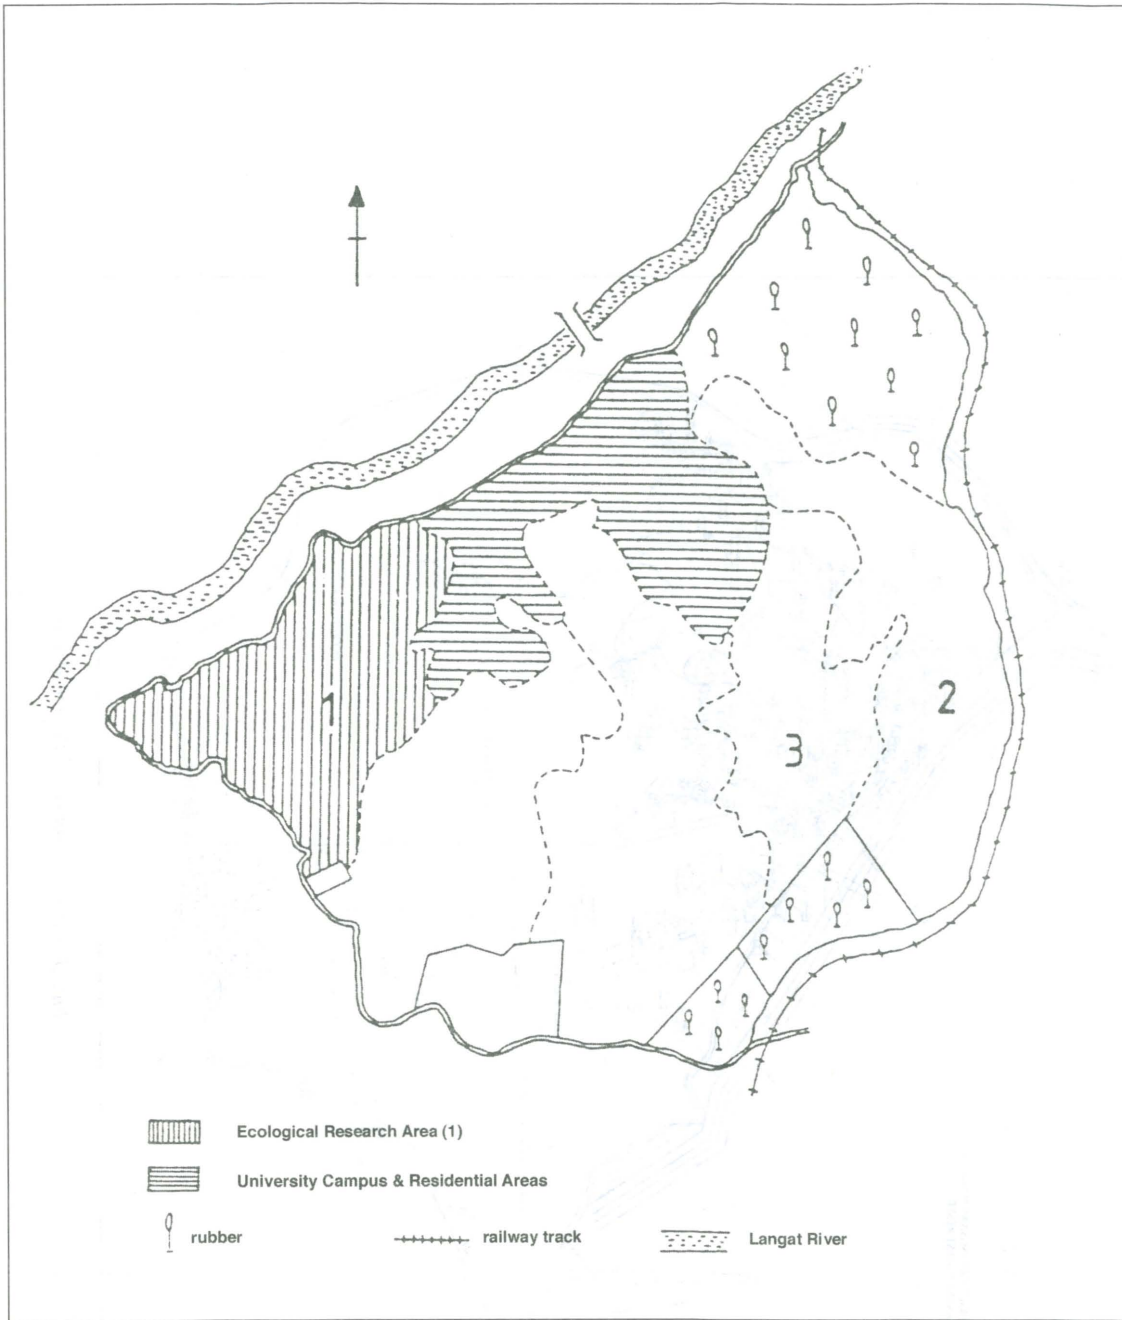 1
2
3
Ecological Research Area (1)
University Campus & Residential Areas
rubber
railway track
Langat River